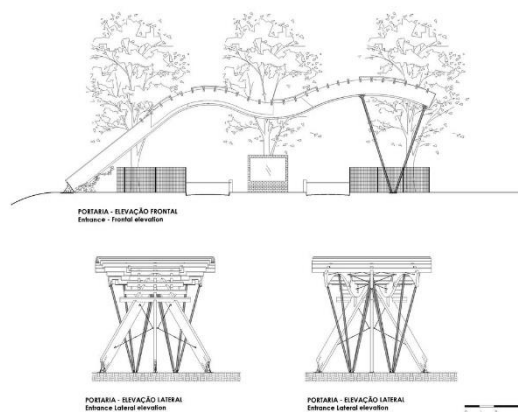 PORTARIA - ELEVAÇÃO FRONTAL
Entrance - Frontal elevation
PORTARIA - ELEVAÇÃO LATERAL
Entrance Lateral elevation
PORTARIA - ELEVAÇÃO LATERAL
Entrance Lateral elevation